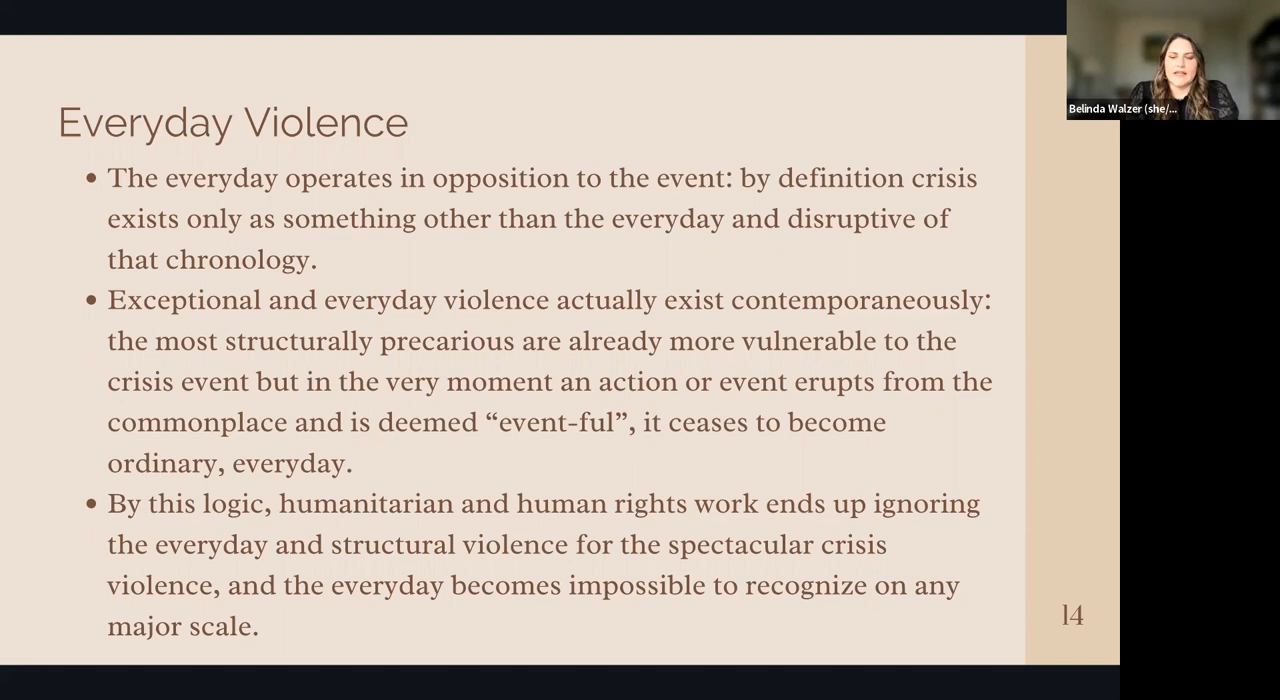 Belinda Walzer (she/...
Everyday Violence
• The everyday operates in opposition to the event: by definition crisis
exists only as something other than the everyday and disruptive of
that chronology.
• Exceptional and everyday violence actually exist contemporaneously:
the most structurally precarious are already more vulnerable to the
crisis event but in the very moment an action or event erupts from the
commonplace and is deemed “event-ful”, it ceases to become
ordinary, everyday.
• By this logic, humanitarian and human rights work ends up ignoring
the everyday and structural violence for the spectacular crisis
violence, and the everyday becomes impossible to recognize on any
major scale.
14